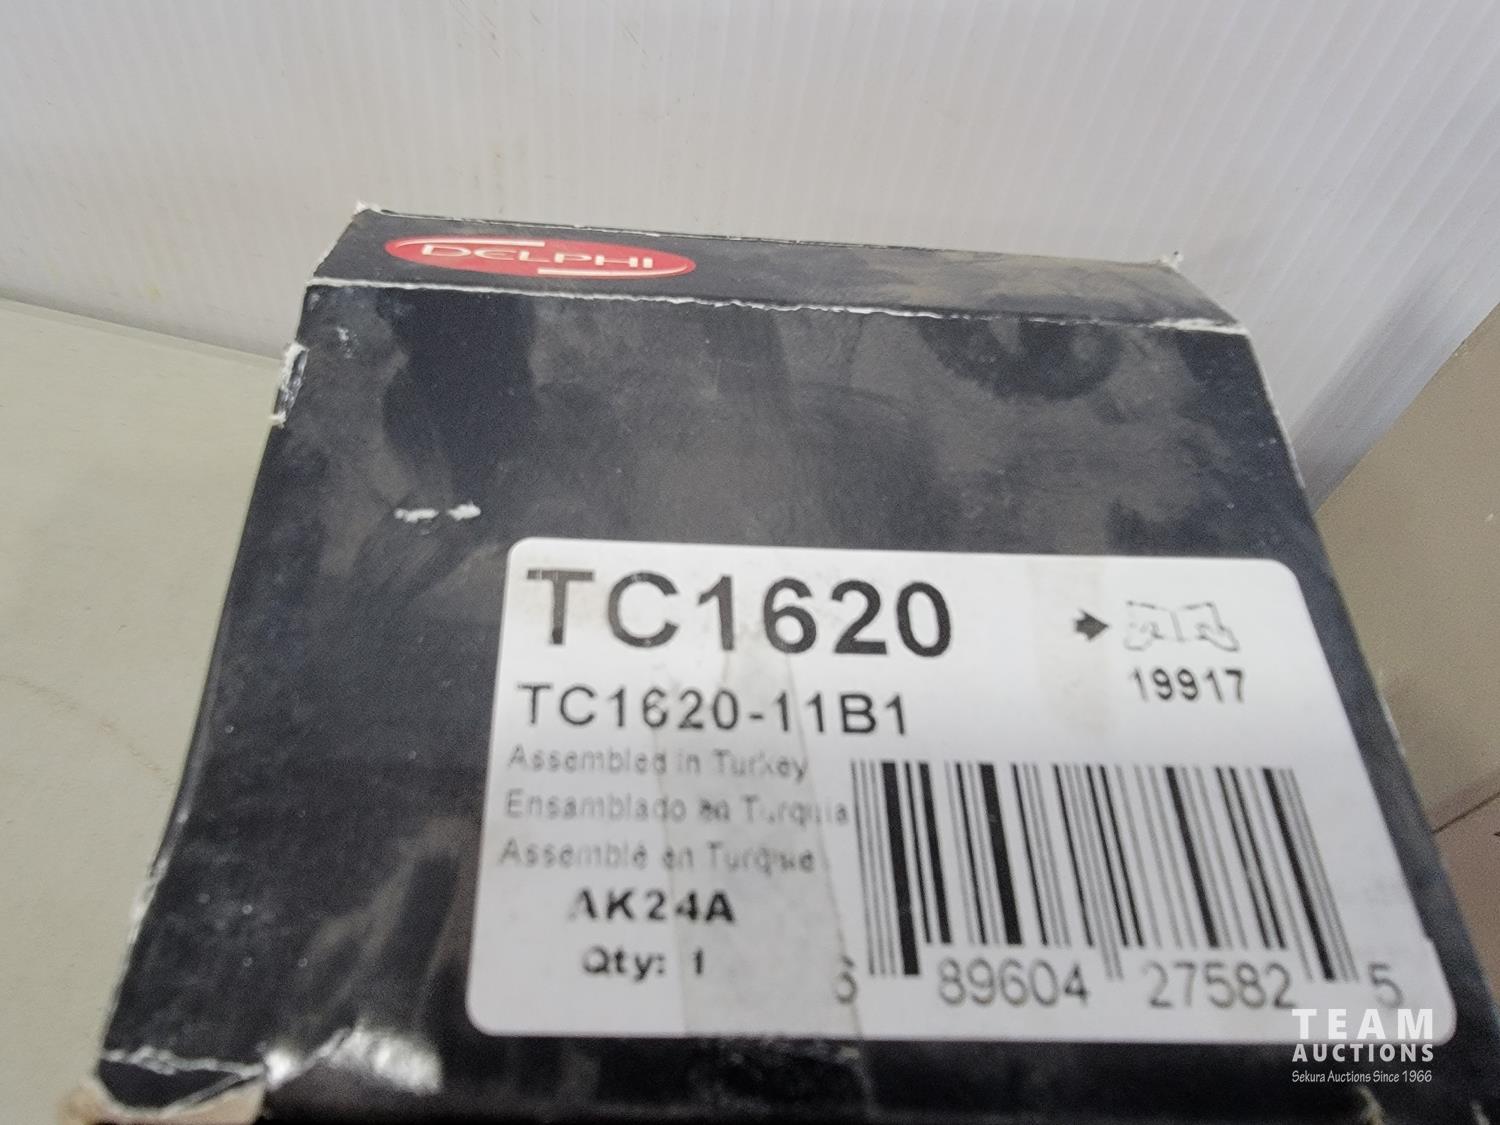 DELPHI
TC1620
19917
TC1620-11B1
Assembled in Turkey
Ensamblado en Turquia
Assemblé en Turquie
AK24A
Qty: 1
6 89604 27582 5
TEAM
AUCTIONS
Sekura Auctions Since 1966